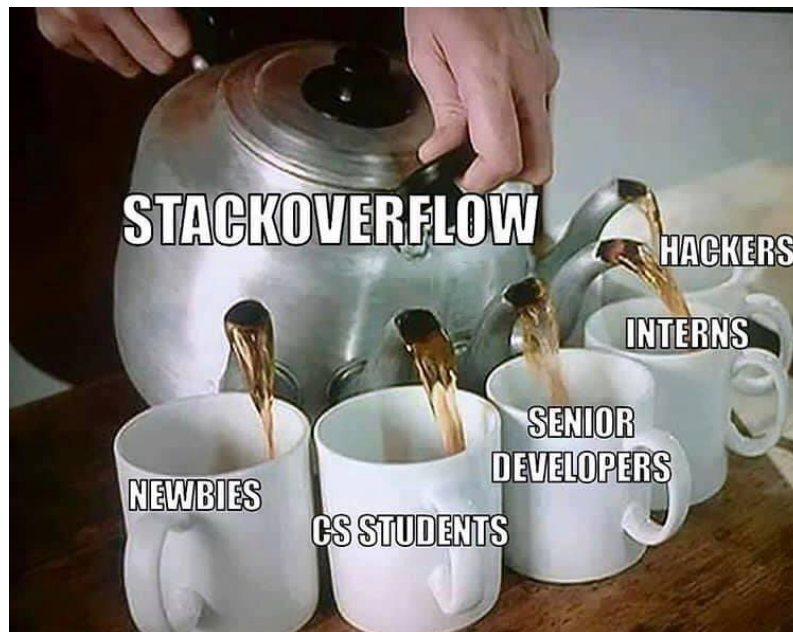 STACKOVERFLOW
HACKERS
INTERNS
SENIOR
DEVELOPERS
NEWBIES
CS STUDENTS